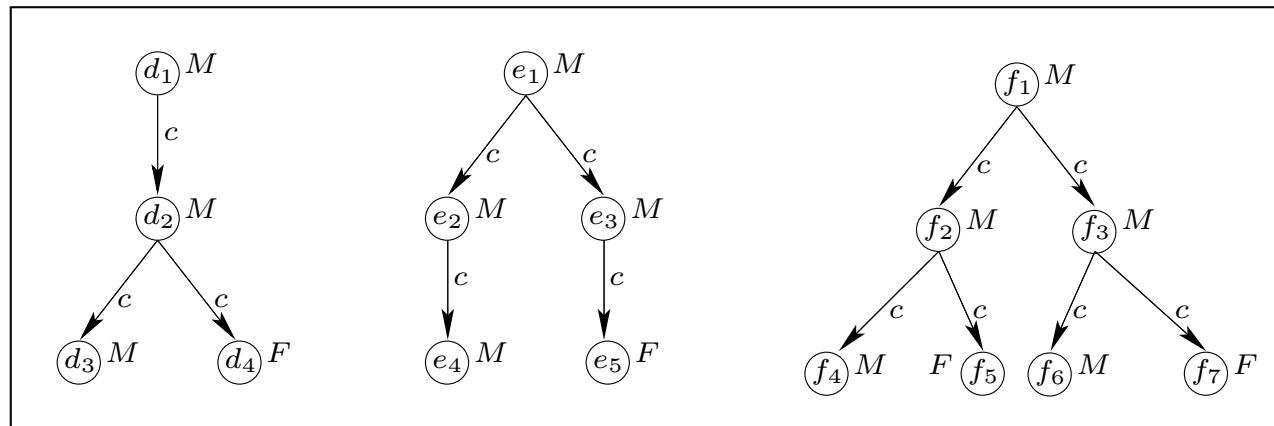 d₁ M e₁ M f₁ M
c c c c c
d₂ M e₂ M e₃ M f₂ M f₃ M
c c c c c c c c
d₃ M d₄ F e₄ M e₅ F f₄ M F f₅ f₆ M f₇ F